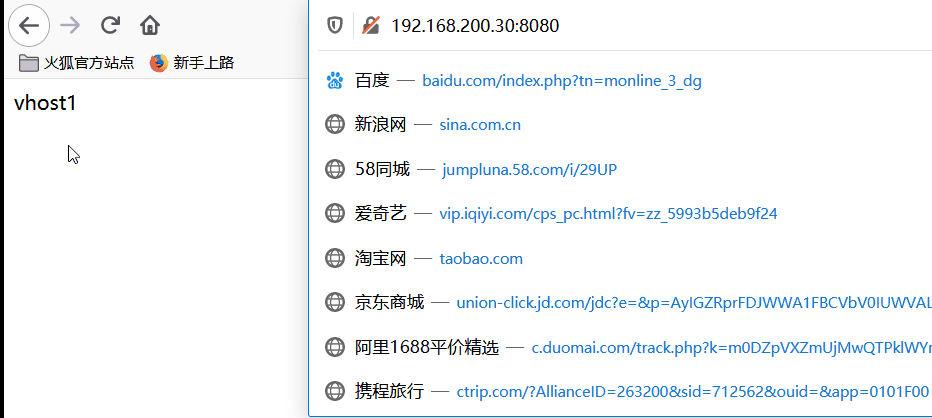 192.168.200.30:8080
火狐官方站点 新手上路
vhost1
百度 — baidu.com/index.php?tn=monline_3_dg
新浪网 — sina.com.cn
58同城 — jumpluna.58.com/i/29UP
爱奇艺 — vip.iqiyi.com/cps_pc.html?fv=zz_5993b5deb9f24
淘宝网 — taobao.com
京东商城 — union-click.jd.com/jdc?e=&p=AyIGZRprFDJWWA1FBCVbV0IUWVAL
阿里1688平价精选 — c.duomai.com/track.php?k=m0DZpVXZmUjMwQTPklWYr
携程旅行 — ctrip.com/?AllianceID=263200&sid=712562&ouid=&app=0101F00